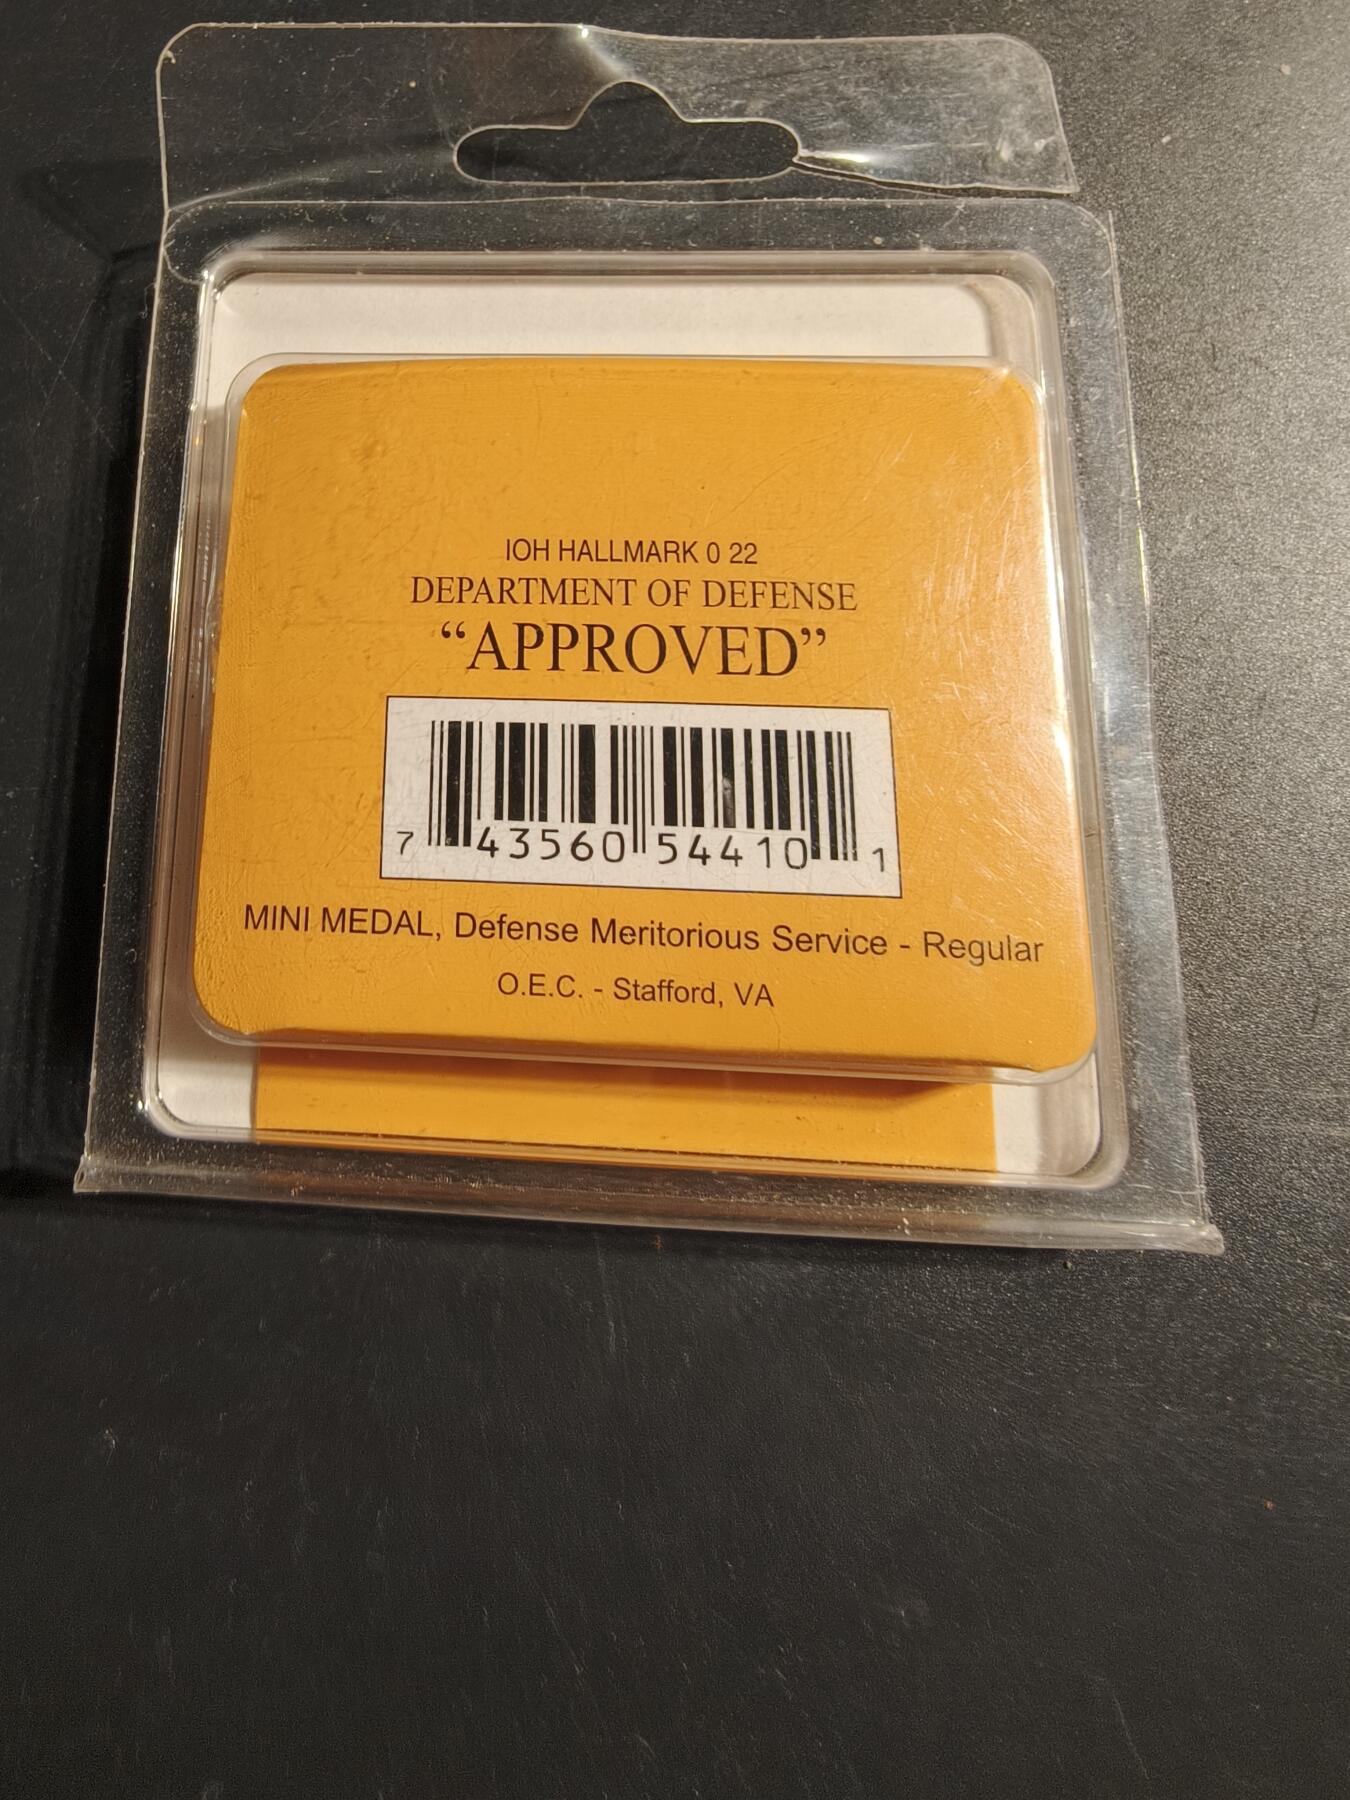 IOH HALLMARK 0 22
DEPARTMENT OF DEFENSE
“APPROVED”
7 43560 54410 1
MINI MEDAL, Defense Meritorious Service - Regular
O.E.C. - Stafford, VA